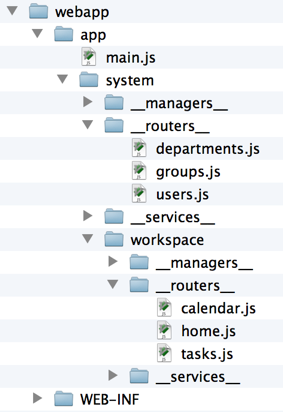 webapp
app
main.js
system
__managers__
__routers__
departments.js
groups.js
users.js
__services__
workspace
__managers__
__routers__
calendar.js
home.js
tasks.js
__services__
WEB-INF